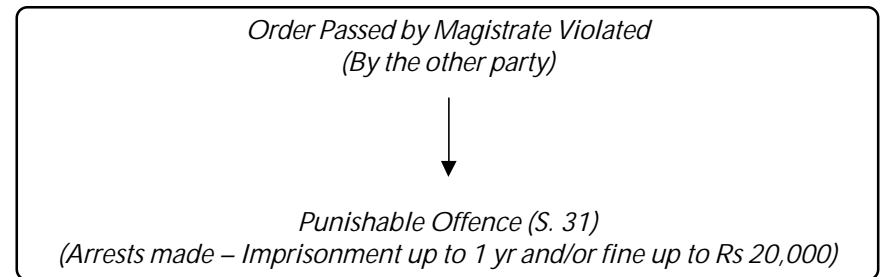 Order Passed by Magistrate Violated
(By the other party)
Punishable Offence (S. 31)
(Arrests made – Imprisonment up to 1 yr and/or fine up to Rs 20,000)